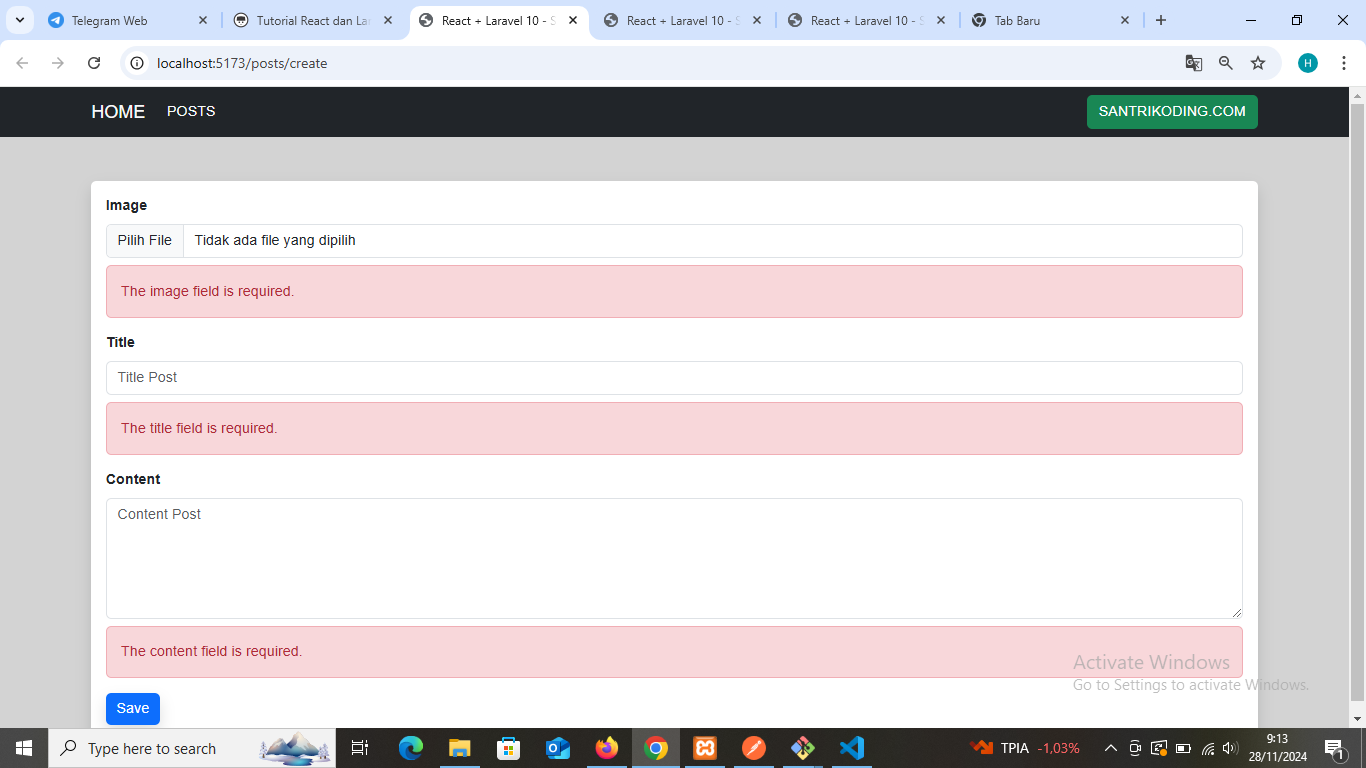 Telegram Web
Tutorial React dan La
React + Laravel 10 - S
React + Laravel 10 - S
React + Laravel 10 - S
Tab Baru
localhost:5173/posts/create
H
HOME
POSTS
SANTRIKODING.COM
Image
Pilih File
Tidak ada file yang dipilih
The image field is required.
Title
Title Post
The title field is required.
Content
Content Post
The content field is required.
Activate Windows
Go to Settings to activate Windows.
Save
Type here to search
TPIA -1,03%
9:13
28/11/2024
1